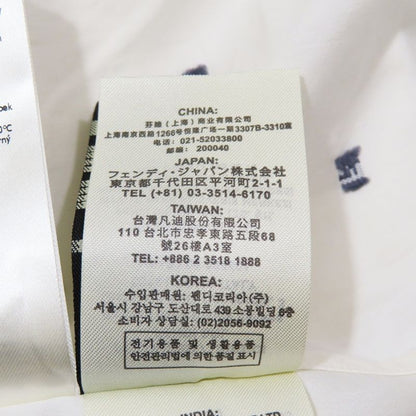 CHINA:
芬迪（上海）商业有限公司
上海南京西路1266号恒隆广场一期3307B-3310室
电话：021-52033800
邮编：200040
JAPAN:
フェンディ・ジャパン株式会社
東京都千代田区平河町2-1-1
TEL (+81) 03-3514-6170
TAIWAN:
台灣凡迪股份有限公司
110 台北市忠孝東路五段68
號26樓A3室
TEL: +886 2 3518 1888
KOREA:
수입판매원: 펜디코리아(주)
서울시 강남구 도산대로 439 소봉빌딩 6층
소비자 상담실: (02)2056-9092
전기용품 및 생활용품
안전관리법에 의한 품질 표시
INDIA: